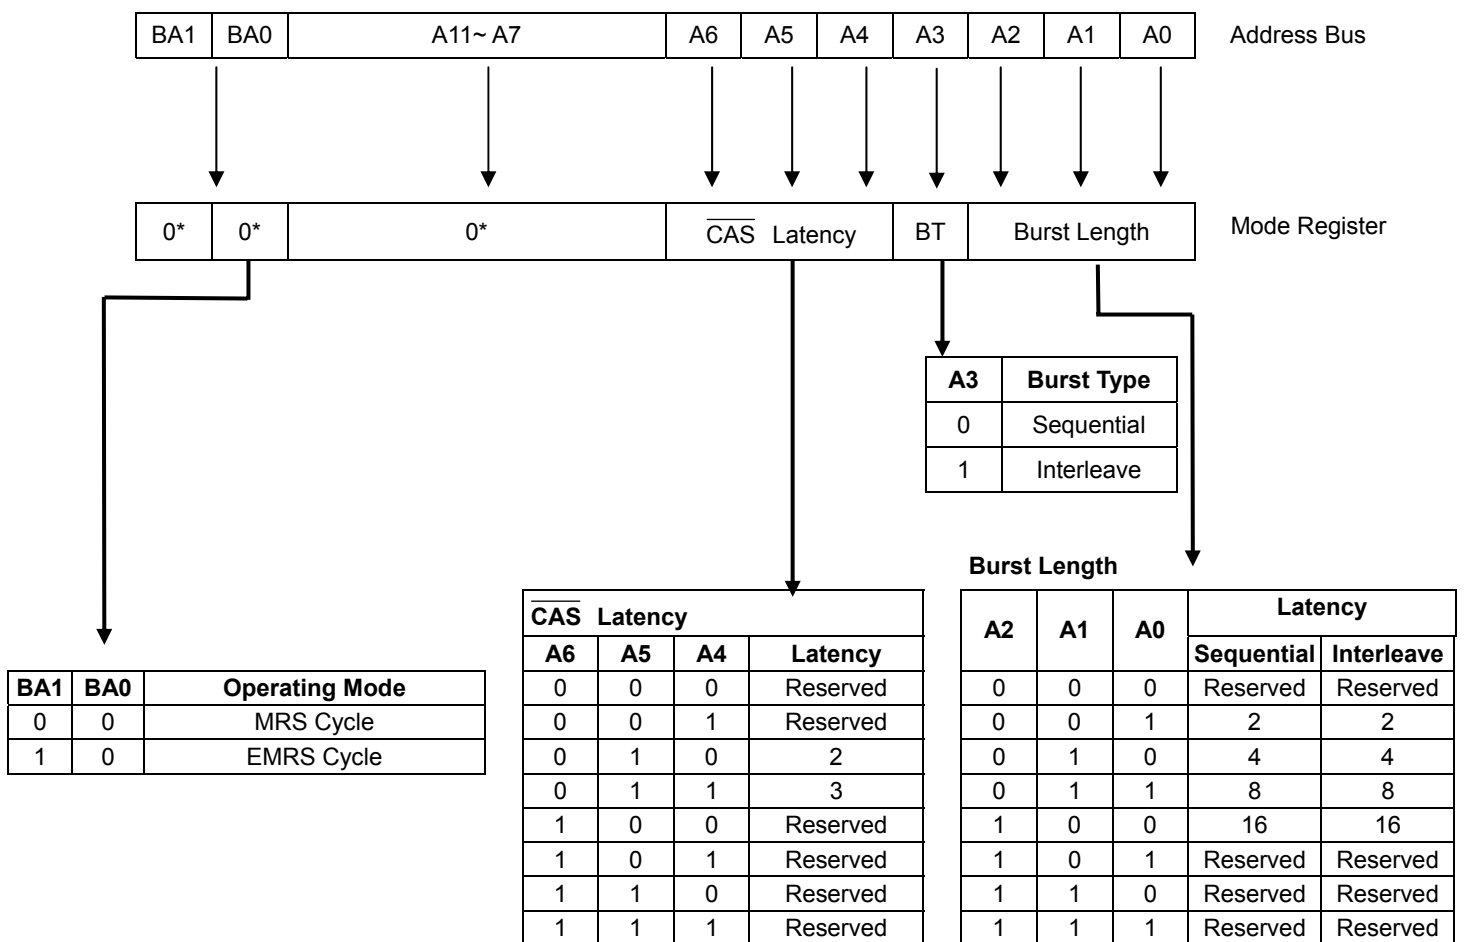 BA1 BA0 A11~ A7 A6 A5 A4 A3 A2 A1 A0 Address Bus
0* 0* 0* CAS Latency BT Burst Length Mode Register
A3 Burst Type
0 Sequential
1 Interleave
BA1 BA0 Operating Mode
0 0 MRS Cycle
1 0 EMRS Cycle
CAS Latency
A6 A5 A4 Latency
0 0 0 Reserved
0 0 1 Reserved
0 1 0 2
0 1 1 3
1 0 0 Reserved
1 0 1 Reserved
1 1 0 Reserved
1 1 1 Reserved
Burst Length
A2 A1 A0 Latency
Sequential Interleave
0 0 0 Reserved Reserved
0 0 1 2 2
0 1 0 4 4
0 1 1 8 8
1 0 0 16 16
1 0 1 Reserved Reserved
1 1 0 Reserved Reserved
1 1 1 Reserved Reserved